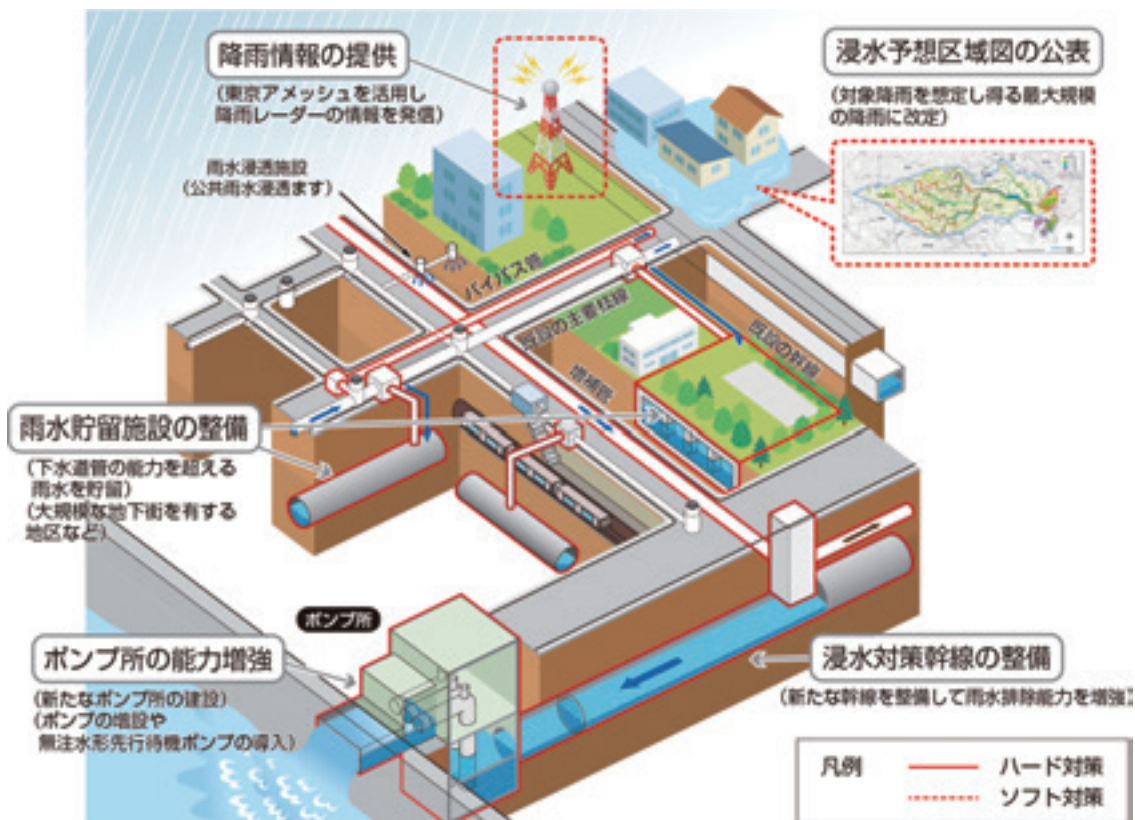 降雨情報の提供
(東京アメッシュを活用し
降雨レーダーの情報を発信)
浸水予想区域図の公表
(対象降雨を想定し得る最大規模
の降雨に改定)
雨水浸透施設
(公共雨水浸透ます)
バイパス管
既設の主要枝線
増補管
既設の幹線
雨水貯留施設の整備
(下水道管の能力を超える
雨水を貯留)
(大規模な地下街を有する
地区など)
ポンプ所
ポンプ所の能力増強
(新たなポンプ所の建設)
(ポンプの増設や
無注水形先行待機ポンプの導入)
浸水対策幹線の整備
(新たな幹線を整備して雨水排除能力を増強)
凡例
ハード対策
ソフト対策